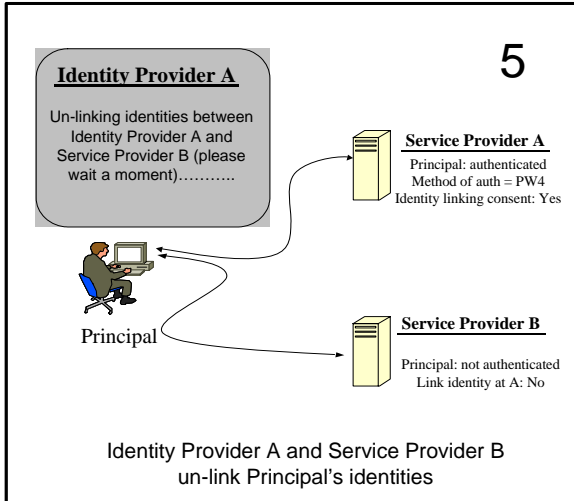 5
Identity Provider A
Un-linking identities between
Identity Provider A and
Service Provider B (please
wait a moment)………..
Service Provider A
Principal: authenticated
Method of auth = PW4
Identity linking consent: Yes
Principal
Service Provider B
Principal: not authenticated
Link identity at A: No
Identity Provider A and Service Provider B
un-link Principal's identities